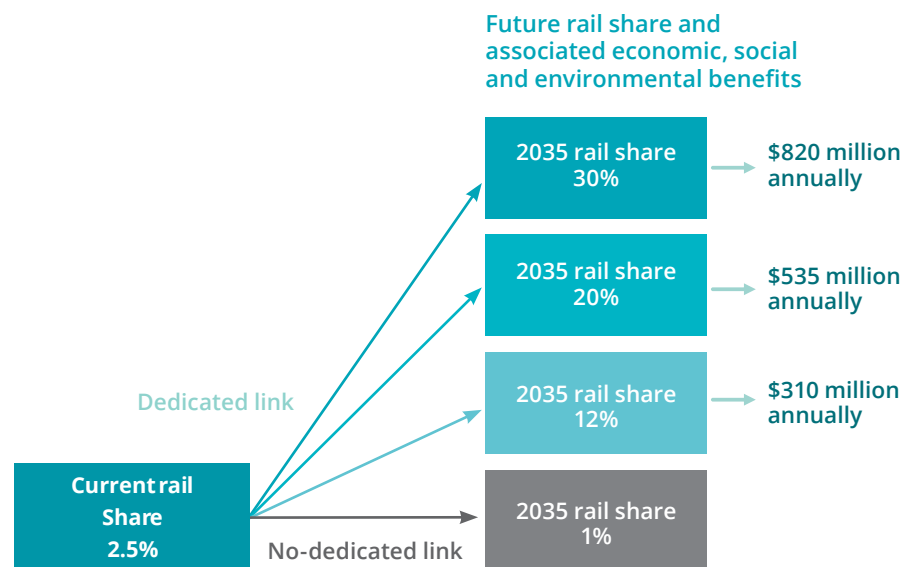 Future rail share and
associated economic, social
and environmental benefits
2035 rail share
30%
$820 million
annually
2035 rail share
20%
$535 million
annually
Dedicated link
2035 rail share
12%
$310 million
annually
Current rail
Share
2.5%
No-dedicated link
2035 rail share
1%